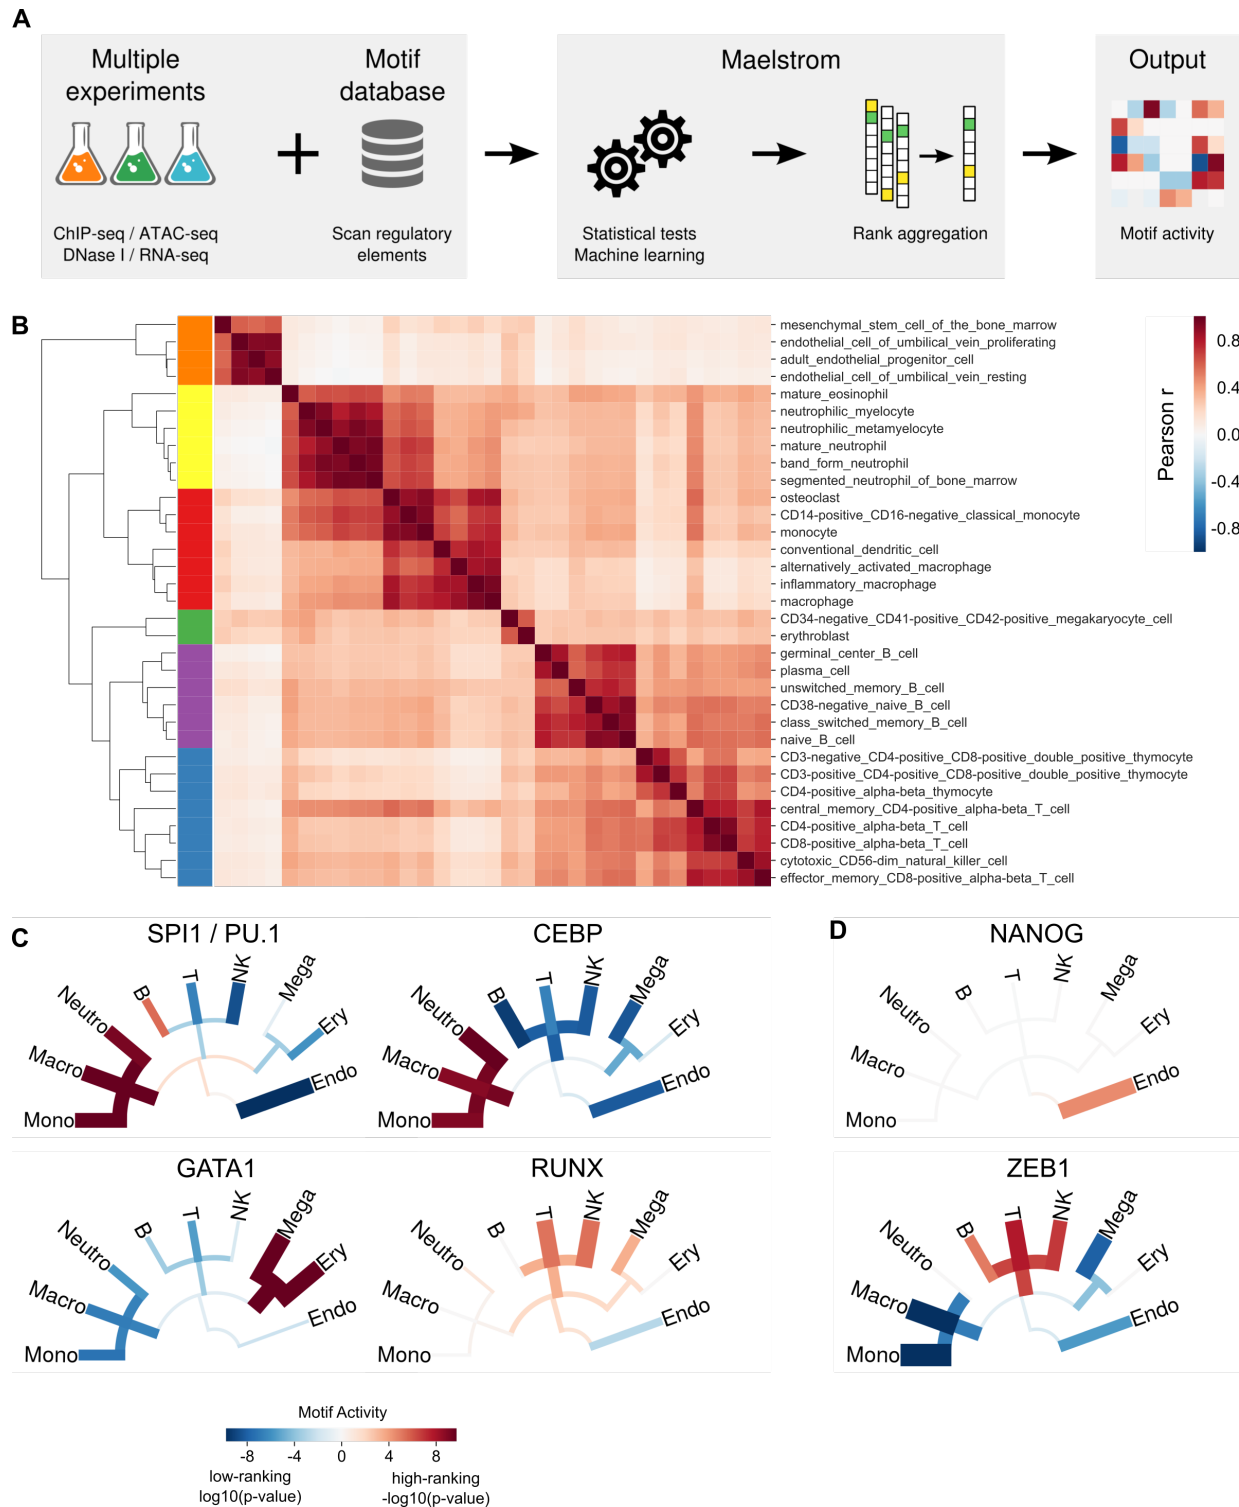 A
Multiple
experiments
Motif
database
Maelstrom
Output
ChIP-seq / ATAC-seq
DNase I / RNA-seq
Scan regulatory
elements
Statistical tests
Machine learning
Rank aggregation
Motif activity
B
mesenchymal_stem_cell_of_the_bone_marrow
endothelial_cell_of_umbilical_vein_proliferating
adult_endothelial_progenitor_cell
endothelial_cell_of_umbilical_vein_resting
mature_eosinophil
neutrophilic_myelocyte
neutrophilic_metamyelocyte
mature_neutrophil
band_form_neutrophil
segmented_neutrophil_of_bone_marrow
osteoclast
CD14-positive_CD16-negative_classical_monocyte
monocyte
conventional_dendritic_cell
alternatively_activated_macrophage
inflammatory_macrophage
macrophage
CD34-negative_CD41-positive_CD42-positive_megakaryocyte_cell
erythroblast
germinal_center_B_cell
plasma_cell
unswitched_memory_B_cell
CD38-negative_naive_B_cell
class_switched_memory_B_cell
naive_B_cell
CD3-negative_CD4-positive_CD8-positive_double_positive_thymocyte
CD3-positive_CD4-positive_CD8-positive_double_positive_thymocyte
CD4-positive_alpha-beta_thymocyte
central_memory_CD4-positive_alpha-beta_T_cell
CD4-positive_alpha-beta_T_cell
CD8-positive_alpha-beta_T_cell
cytotoxic_CD56-dim_natural_killer_cell
effector_memory_CD8-positive_alpha-beta_T_cell
Pearson r
0.8
0.4
0.0
-0.4
-0.8
C
SPI1 / PU.1
Mono
Macro
Neutro
B
T
NK
Mega
Ery
Endo
CEBP
Mono
Macro
Neutro
B
T
NK
Mega
Ery
Endo
D
NANOG
Mono
Macro
Neutro
B
T
NK
Mega
Ery
Endo
GATA1
Mono
Macro
Neutro
B
T
NK
Mega
Ery
Endo
RUNX
Mono
Macro
Neutro
B
T
NK
Mega
Ery
Endo
ZEB1
Mono
Macro
Neutro
B
T
NK
Mega
Ery
Endo
Motif Activity
-8 -4 0 4 8
low-ranking
log10(p-value)
high-ranking
-log10(p-value)